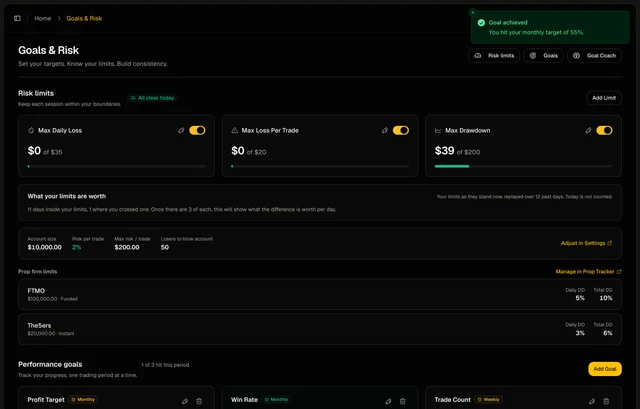 Home > Goals & Risk
Goal achieved
You hit your monthly target of 55%.
Goals & Risk
Set your targets. Know your limits. Build consistency.
Risk limits
Goals
Goal Coach
Risk limits
Keep each session within your boundaries.
All clear today
Add Limit
Max Daily Loss
$0 of $35
Max Loss Per Trade
$0 of $20
Max Drawdown
$39 of $200
What your limits are worth
Your limits as they stand now, replayed over 12 past days. Today is not counted.
11 days inside your limits, 1 where you crossed one. Once there are 3 of each, this will show what the difference is worth per day.
Account size
$10,000.00
Risk per trade
2%
Max risk / trade
$200.00
Losers to blow account
50
Adjust in Settings
Prop firm limits
Manage in Prop Tracker
FTMO
$100,000.00 · Funded
Daily DD
5%
Total DD
10%
The5ers
$20,000.00 · Instant
Daily DD
3%
Total DD
6%
Performance goals
Track your progress, one trading period at a time.
1 of 3 hit this period
Add Goal
Profit Target
Monthly
Win Rate
Monthly
Trade Count
Weekly